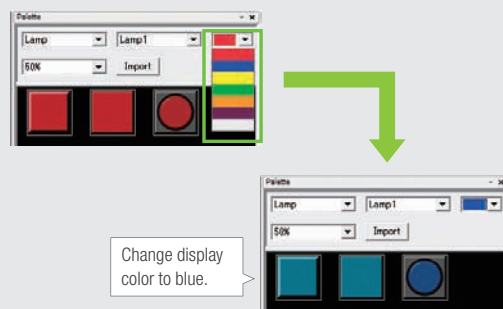 Palette
Lamp Lamp1
50% Import
Palette
Lamp Lamp1
50% Import
Change display
color to blue.